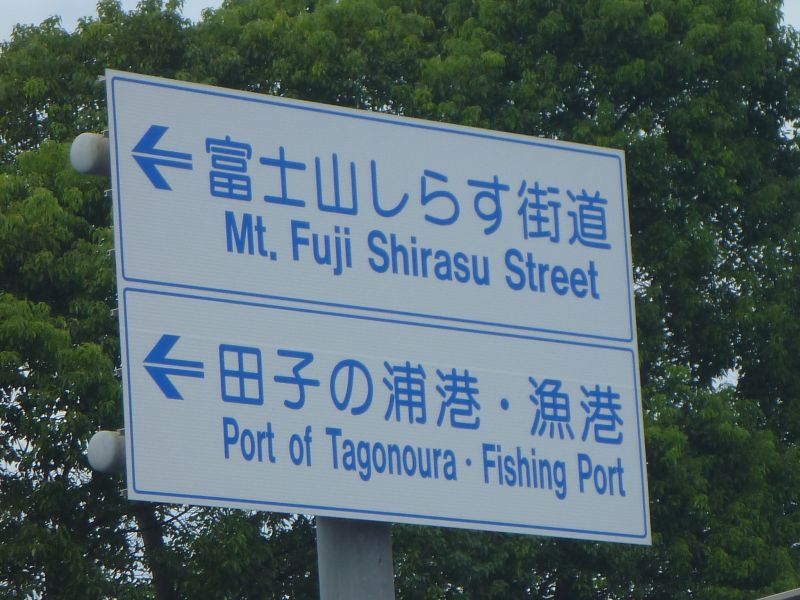 ← 富士山しらす街道
Mt. Fuji Shirasu Street
← 田子の浦港・漁港
Port of Tagonoura・Fishing Port